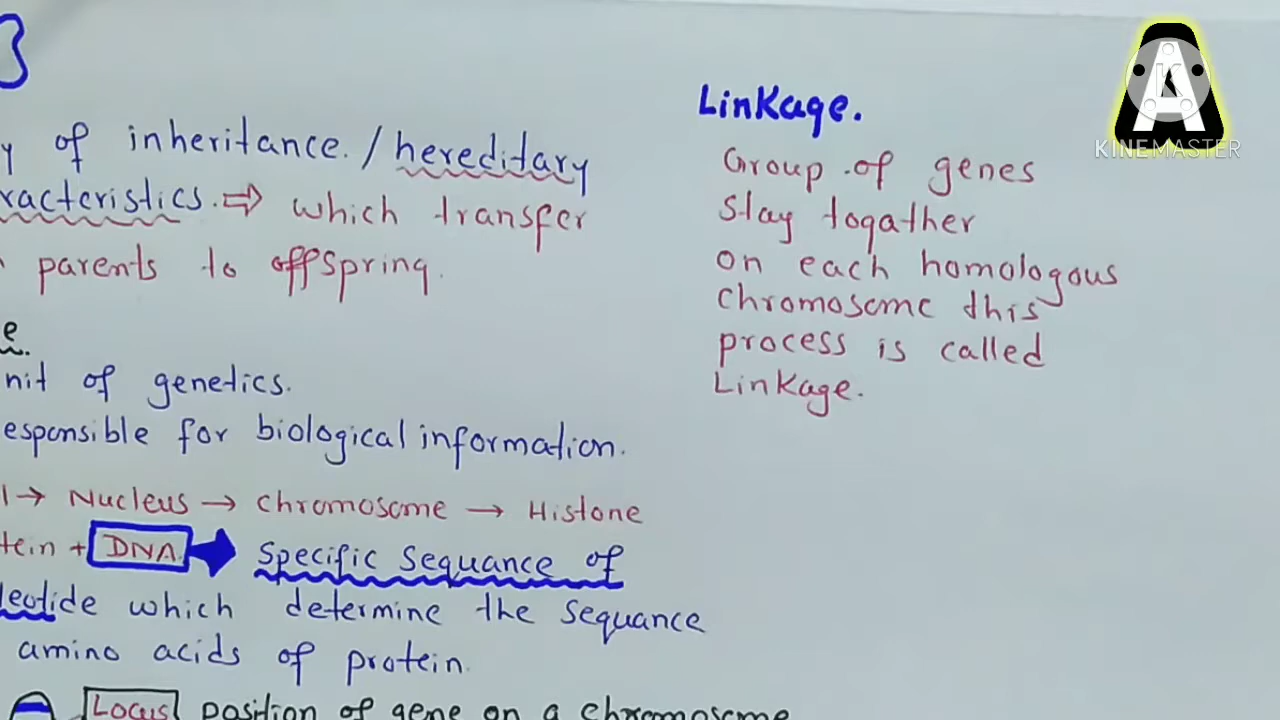 3
y of inheritance. / hereditary
racteristics. ⇒ which transfer
parents to offspring.
e.
nit of genetics.
esponsible for biological information.
l → Nucleus → chromosome → Histone
tein + DNA → specific sequance of
leotide which determine the sequance
amino acids of protein.
Locus position of gene on a chromosome
Linkage.
Group of genes
stay togather
on each homologous
chromosome this
process is called
Linkage.
A
K
KINEMASTER